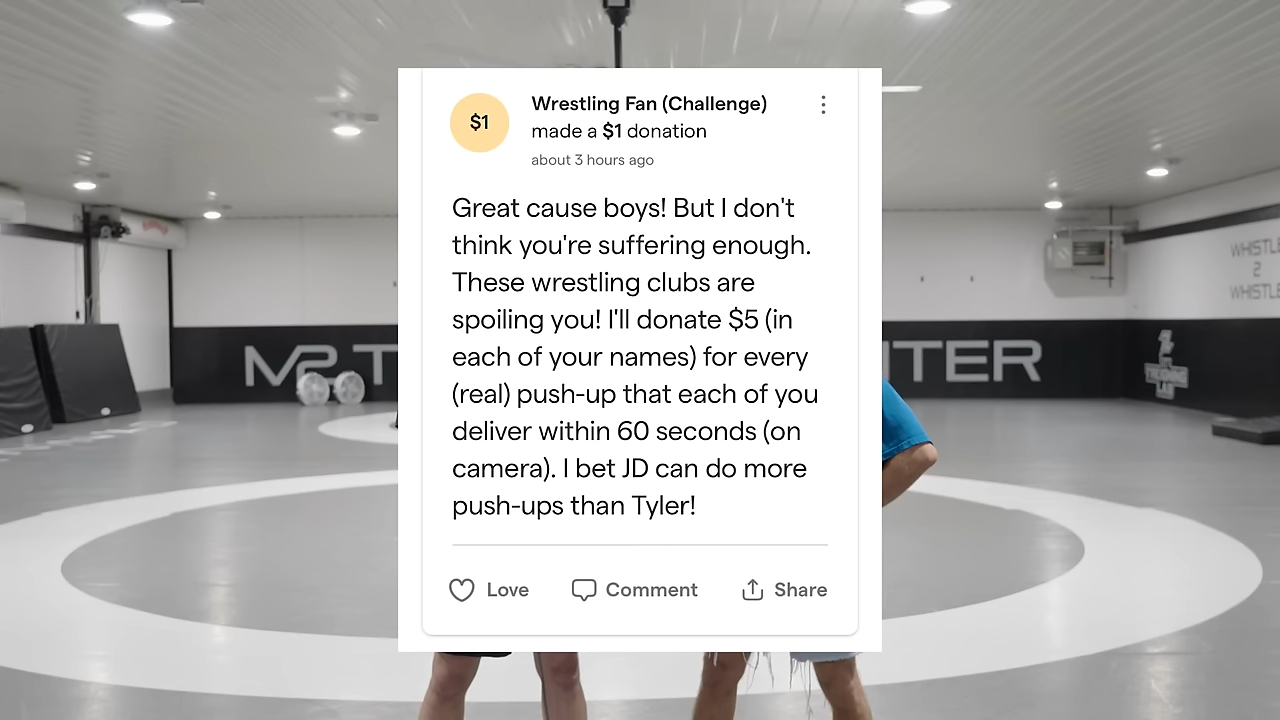 $1
Wrestling Fan (Challenge)
made a $1 donation
about 3 hours ago
Great cause boys! But I don't
think you're suffering enough.
These wrestling clubs are
spoiling you! I'll donate $5 (in
each of your names) for every
(real) push-up that each of you
deliver within 60 seconds (on
camera). I bet JD can do more
push-ups than Tyler!
Love
Comment
Share
WHISTLE
2
WHISTLE